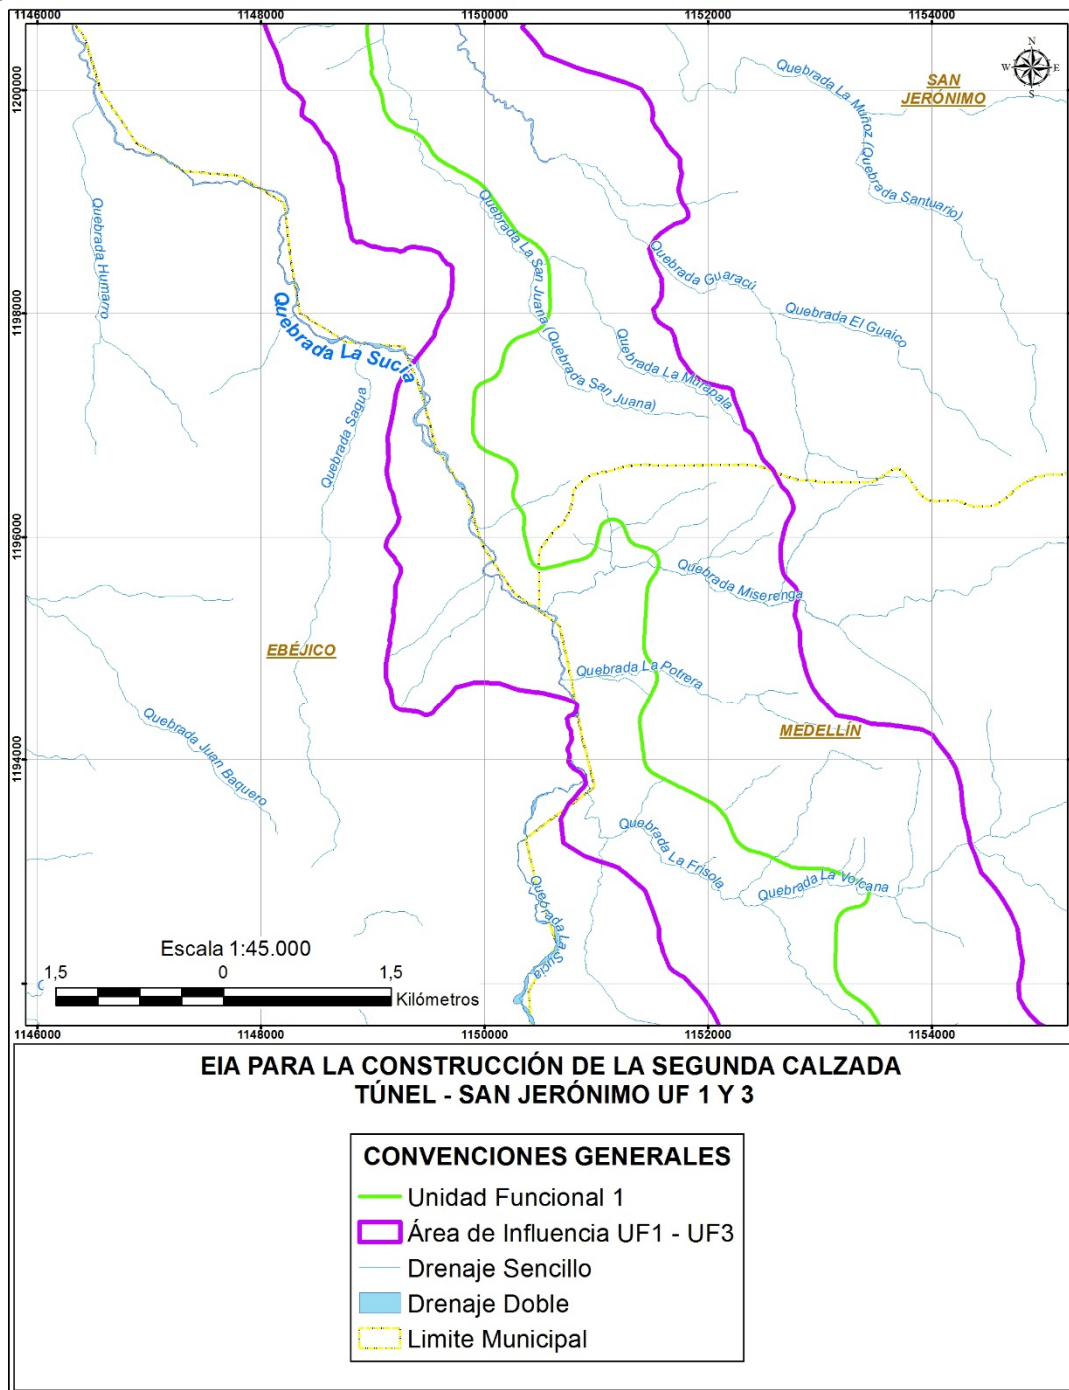 1146000 1148000 1150000 1152000 1154000
N
W E
S
1200000
1198000
1196000
1194000
SAN
JERÓNIMO
Quebrada La Muñoz (Quebrada Santuario)
Quebrada Humarro
Quebrada La San Juana (Quebrada San Juana)
Quebrada Guaracú
Quebrada El Guaico
Quebrada La Sucia
Quebrada La Murapala
Quebrada Sagua
Quebrada Miserenga
EBÉJICO
Quebrada La Potrera
MEDELLÍN
Quebrada Juan Baquero
Quebrada La Frisola
Quebrada La Volcana
Quebrada La Sucia
Escala 1:45.000
1,5 0 1,5
Kilómetros
1146000 1148000 1150000 1152000 1154000
EIA PARA LA CONSTRUCCIÓN DE LA SEGUNDA CALZADA
TÚNEL - SAN JERÓNIMO UF 1 Y 3
CONVENCIONES GENERALES
Unidad Funcional 1
Área de Influencia UF1 - UF3
Drenaje Sencillo
Drenaje Doble
Limite Municipal